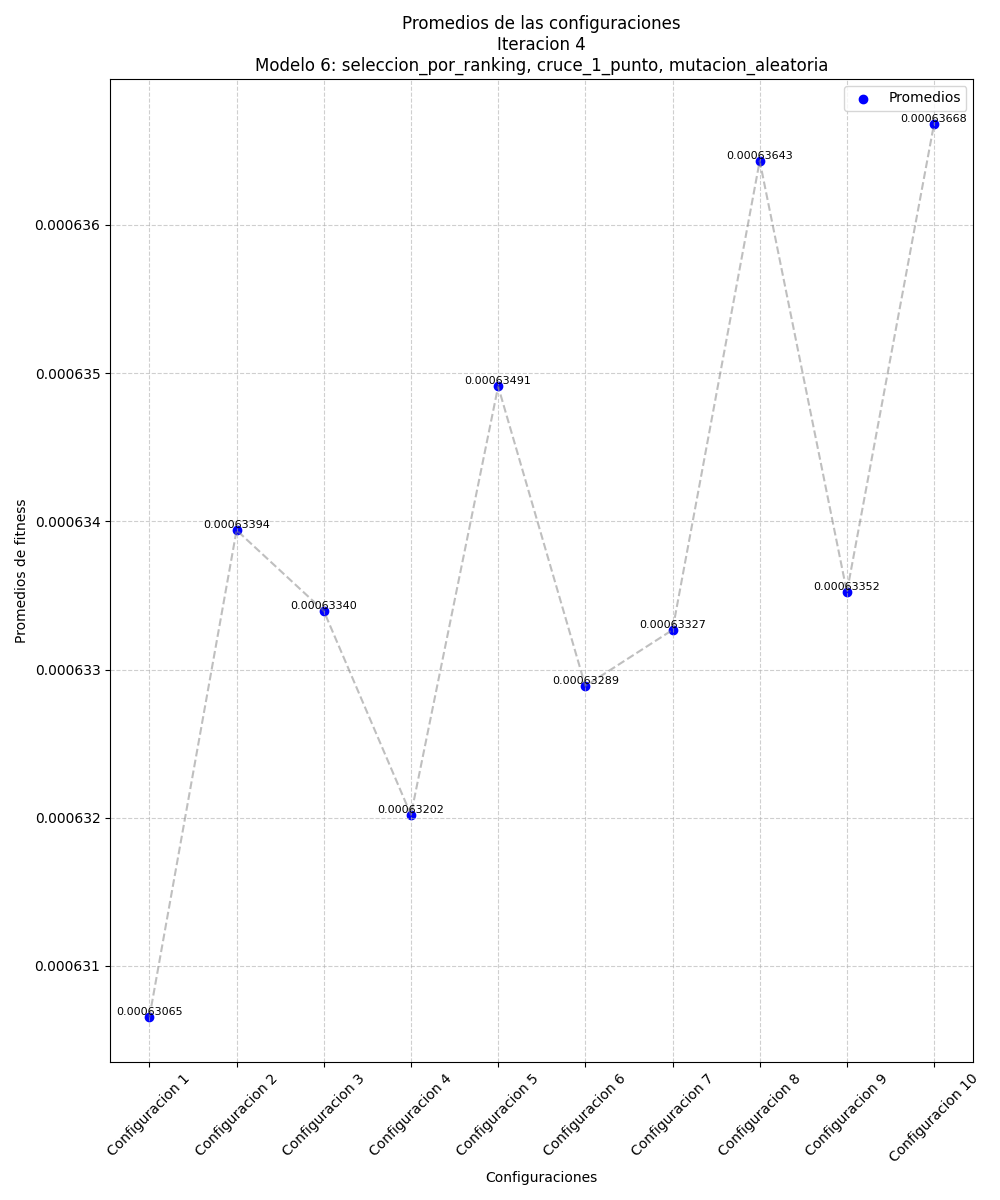 Promedios de las configuraciones
Iteracion 4
Modelo 6: seleccion_por_ranking, cruce_1_punto, mutacion_aleatoria
Promedios
0.00063668
0.00063643
0.000636
0.000635
0.00063491
0.000634
0.00063394
0.00063352
0.00063340
0.00063327
0.000633
0.00063289
0.000632
0.00063202
0.000631
0.00063065
Promedios de fitness
Configuracion 1
Configuracion 2
Configuracion 3
Configuracion 4
Configuracion 5
Configuracion 6
Configuracion 7
Configuracion 8
Configuracion 9
Configuracion 10
Configuraciones